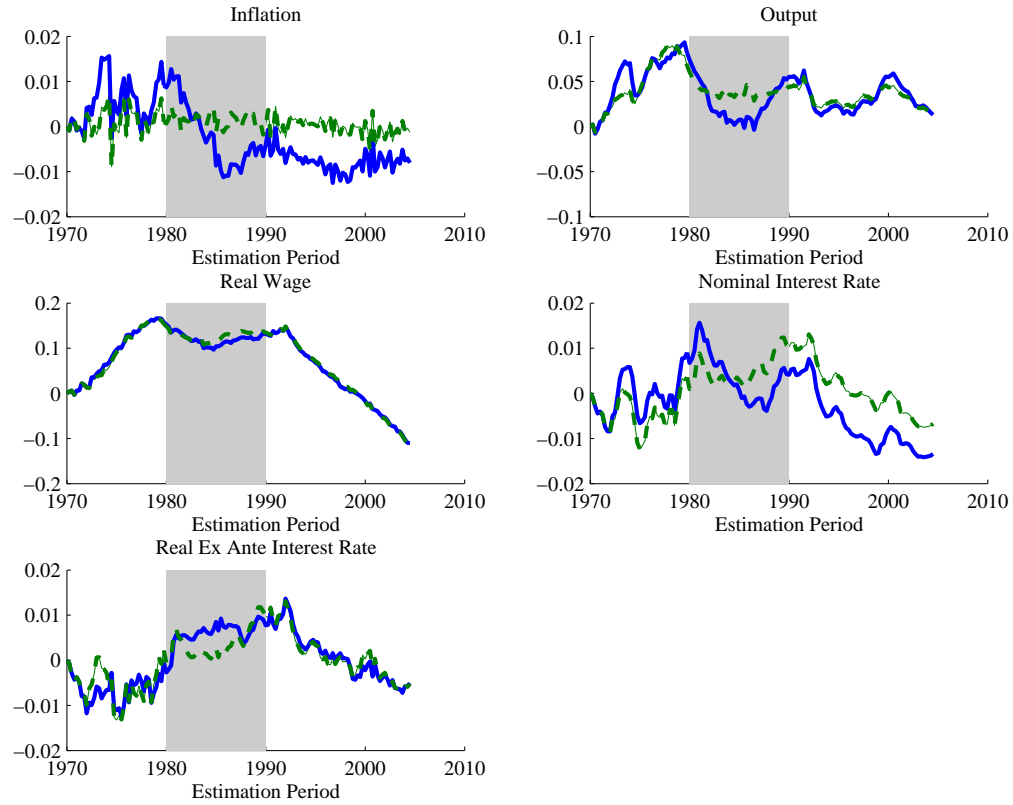 Inflation
0.02
0.01
0
−0.01
−0.02
1970 1980 1990 2000 2010
Estimation Period
Output
0.1
0.05
0
0.05
−0.1
1970 1980 1990 2000 2010
Estimation Period
Real Wage
0.2
0.1
0
−0.1
−0.2
1970 1980 1990 2000 2010
Estimation Period
Nominal Interest Rate
0.02
0.01
0
−0.01
−0.02
1970 1980 1990 2000 2010
Estimation Period
Real Ex Ante Interest Rate
0.02
0.01
0
−0.01
−0.02
1970 1980 1990 2000 2010
Estimation Period